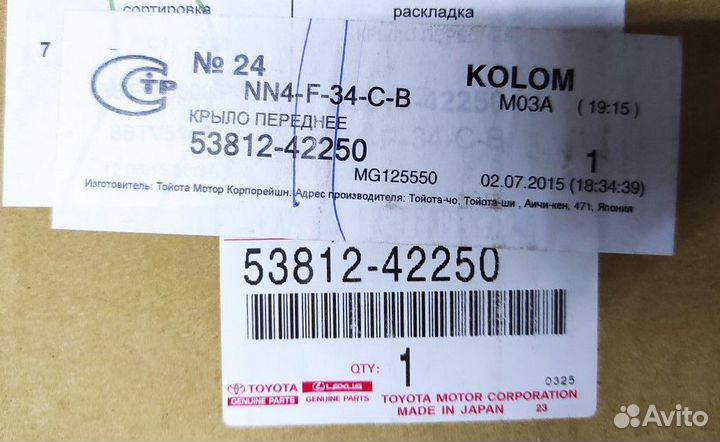 сортировка
раскладка
7
№ 24
KOLOM
NN4-F-34-C-B
M03A ( 19:15 )
КРЫЛО ПЕРЕДНЕЕ
53812-42250
1
MG125550
02.07.2015 (18:34:39)
Изготовитель: Тойота Мотор Корпорейшн. Адрес производителя: Тойота-чо, Тойота-ши , Аичи-кен, 471, Япония
53812-42250
QTY: 1
0325
TOYOTA
GENUINE PARTS
LEXUS
GENUINE PARTS
TOYOTA MOTOR CORPORATION
MADE IN JAPAN 23
Avito